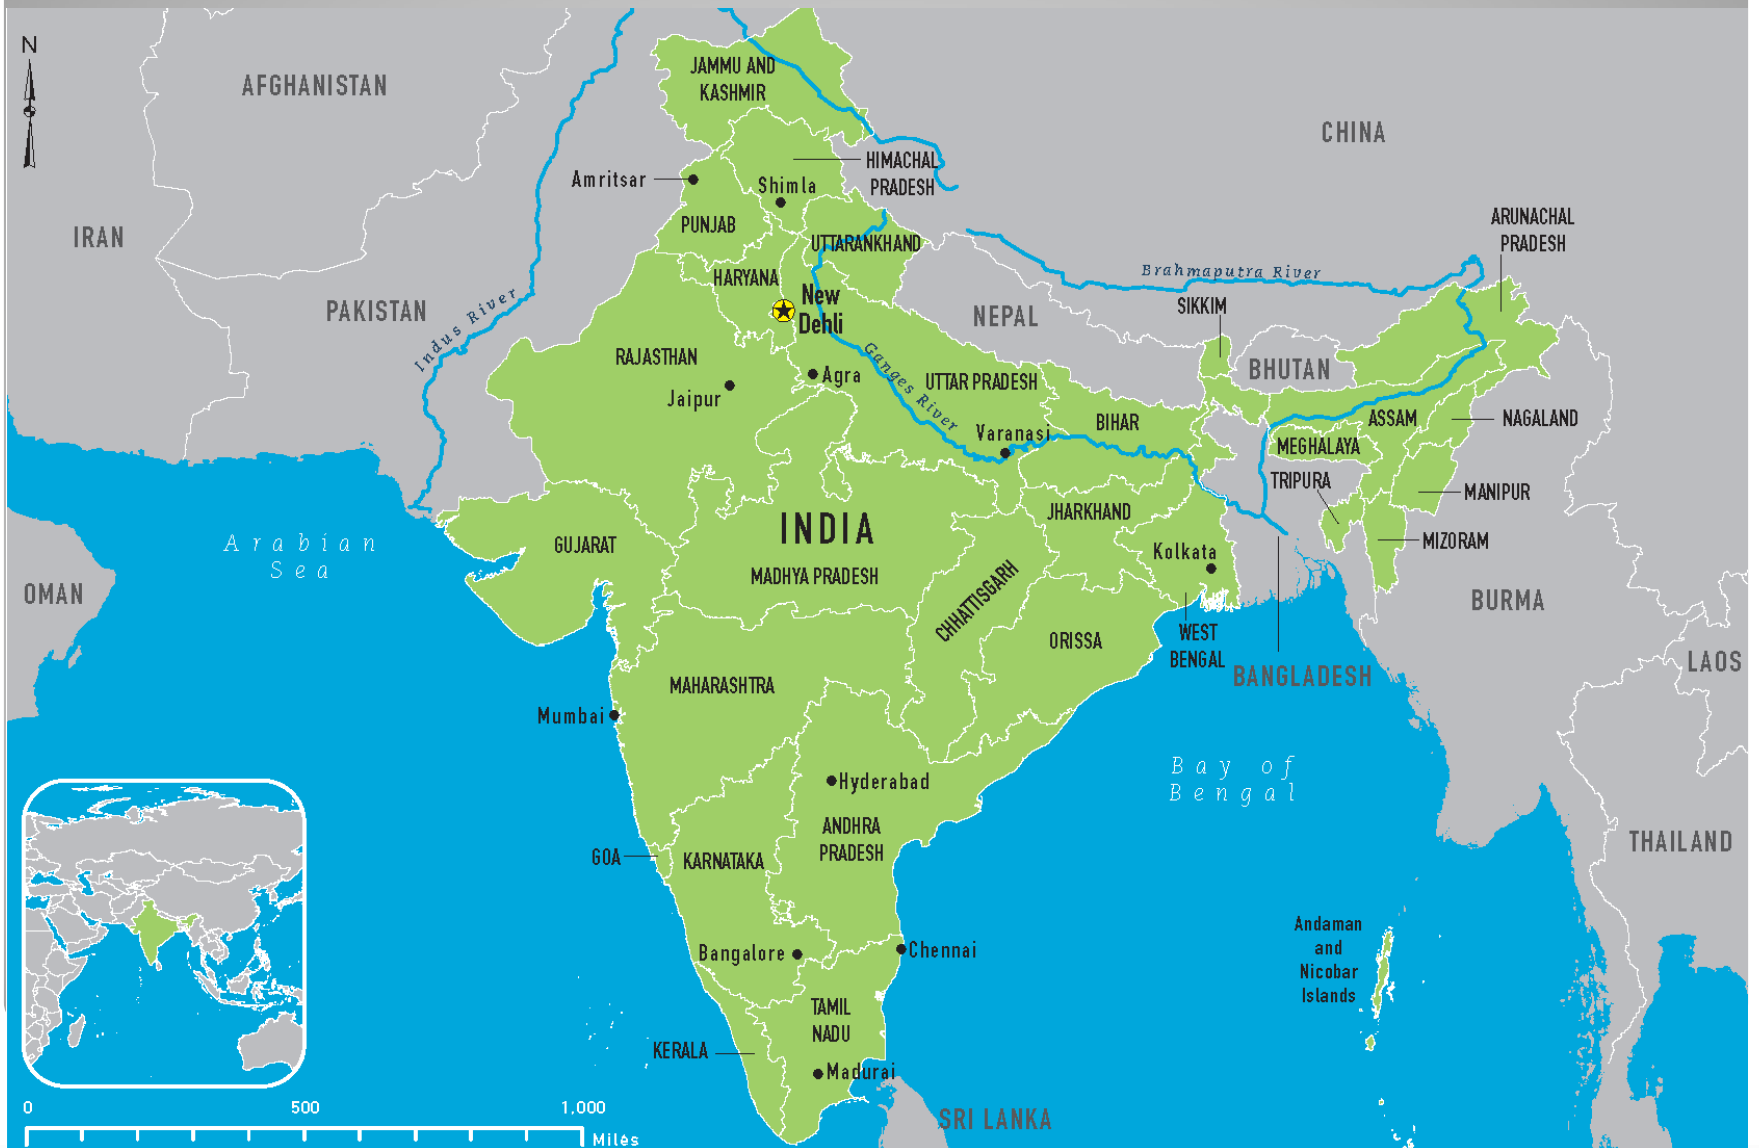 N
AFGHANISTAN
JAMMU AND
KASHMIR
CHINA
HIMACHAL
PRADESH
Amritsar
Shimla
PUNJAB
IRAN
UTTARANKHAND
ARUNACHAL
PRADESH
HARYANA
Brahmaputra River
PAKISTAN
Indus River
New
Dehli
NEPAL
SIKKIM
RAJASTHAN
BHUTAN
Agra
Ganges River
UTTAR PRADESH
Jaipur
BIHAR
ASSAM
NAGALAND
Varanasi
MEGHALAYA
TRIPURA
MANIPUR
JHARKHAND
INDIA
Arabian
Sea
GUJARAT
MIZORAM
Kolkata
MADHYA PRADESH
OMAN
CHHATTISGARH
BURMA
ORISSA
WEST
BENGAL
BANGLADESH
LAOS
MAHARASHTRA
Mumbai
Bay of
Bengal
Hyderabad
ANDHRA
PRADESH
THAILAND
GOA
KARNATAKA
Andaman
and
Nicobar
Islands
Bangalore
Chennai
TAMIL
NADU
KERALA
Madurai
SRI LANKA
0 500 1,000
Miles